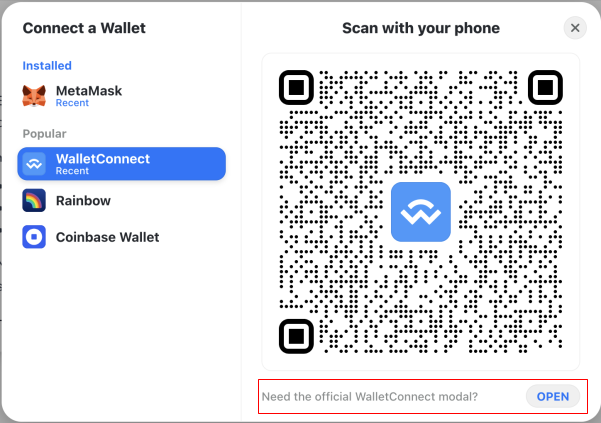 Connect a Wallet
Installed
MetaMask
Recent
Popular
WalletConnect
Recent
Rainbow
Coinbase Wallet
Scan with your phone
Need the official WalletConnect modal?
OPEN